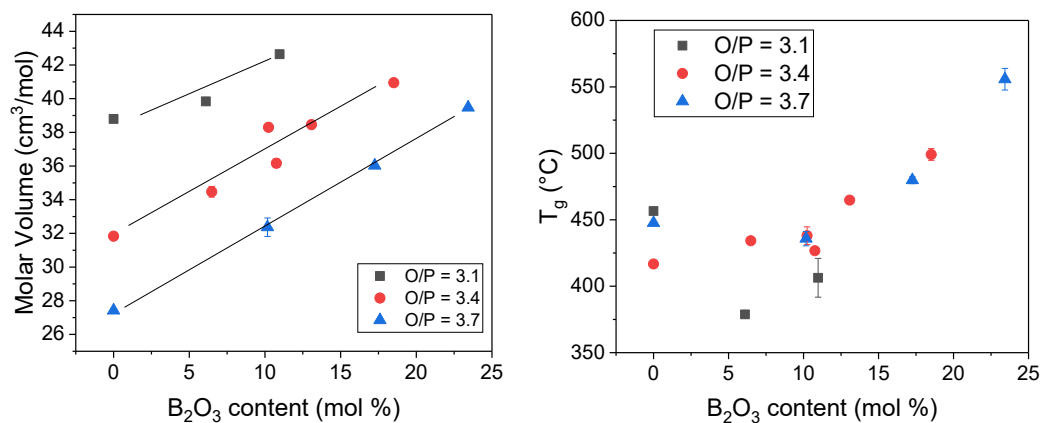 44
42
40
38
36
34
32
30
28
26
Molar Volume (cm³/mol)
O/P = 3.1
O/P = 3.4
O/P = 3.7
0 5 10 15 20 25
B₂O₃ content (mol %)
600
550
500
450
400
350
T_g (°C)
O/P = 3.1
O/P = 3.4
O/P = 3.7
0 5 10 15 20 25
B₂O₃ content (mol %)